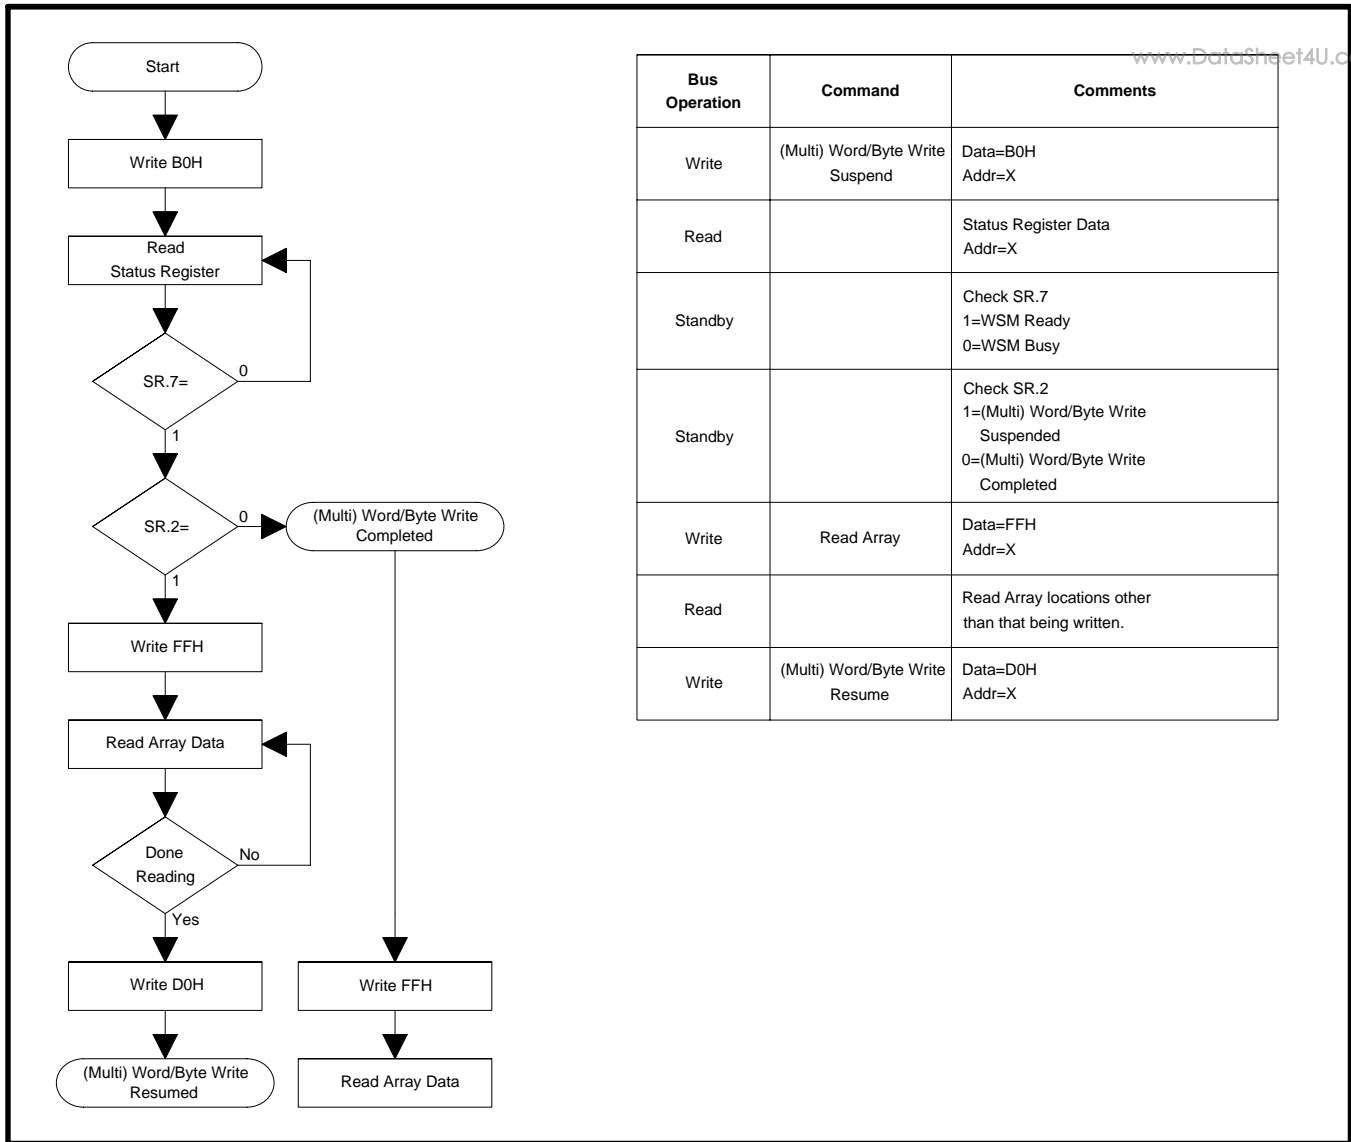 Start
Write B0H
Read
Status Register
SR.7=
0
1
SR.2=
0
(Multi) Word/Byte Write
Completed
1
Write FFH
Read Array Data
Done
Reading
No
Yes
Write D0H
Write FFH
(Multi) Word/Byte Write
Resumed
Read Array Data
www.DataSheet4U.c
Bus
Operation
Command
Comments
Write
(Multi) Word/Byte Write
Suspend
Data=B0H
Addr=X
Read
Status Register Data
Addr=X
Standby
Check SR.7
1=WSM Ready
0=WSM Busy
Standby
Check SR.2
1=(Multi) Word/Byte Write
Suspended
0=(Multi) Word/Byte Write
Completed
Write
Read Array
Data=FFH
Addr=X
Read
Read Array locations other
than that being written.
Write
(Multi) Word/Byte Write
Resume
Data=D0H
Addr=X